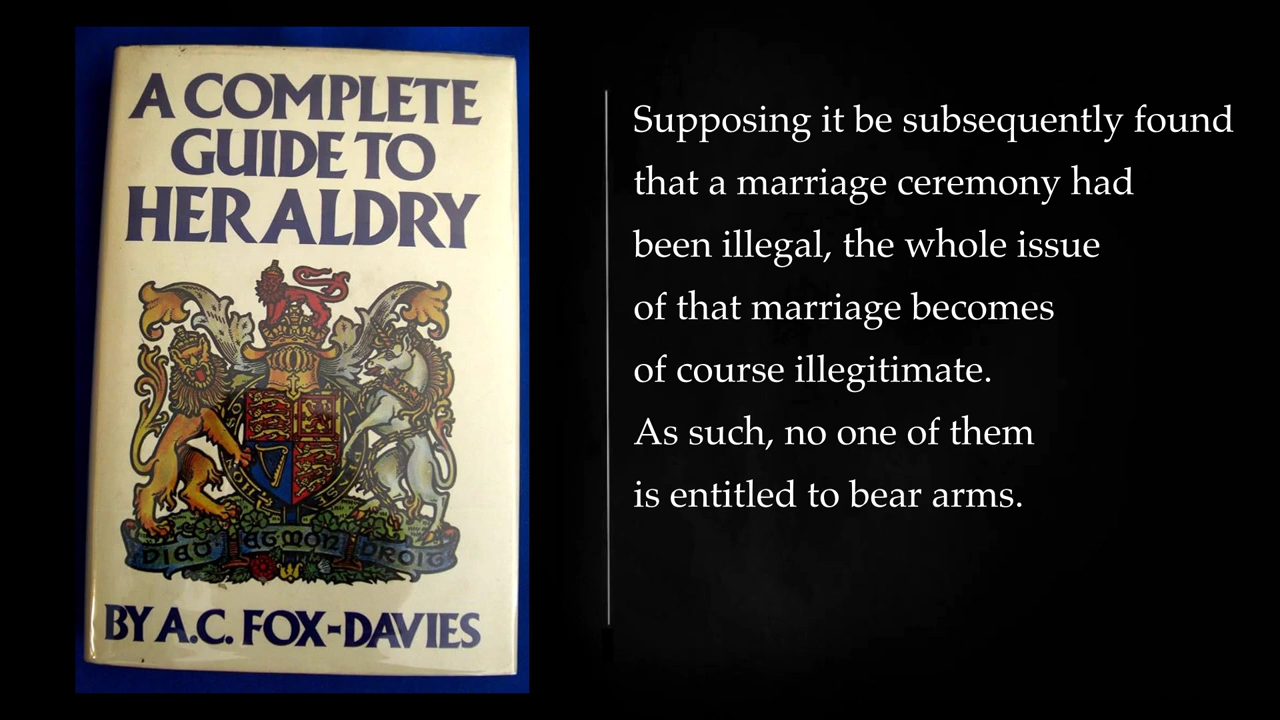 A COMPLETE
GUIDE TO
HERALDRY
DIEU ET MON DROIT
BY A.C. FOX-DAVIES
Supposing it be subsequently found
that a marriage ceremony had
been illegal, the whole issue
of that marriage becomes
of course illegitimate.
As such, no one of them
is entitled to bear arms.